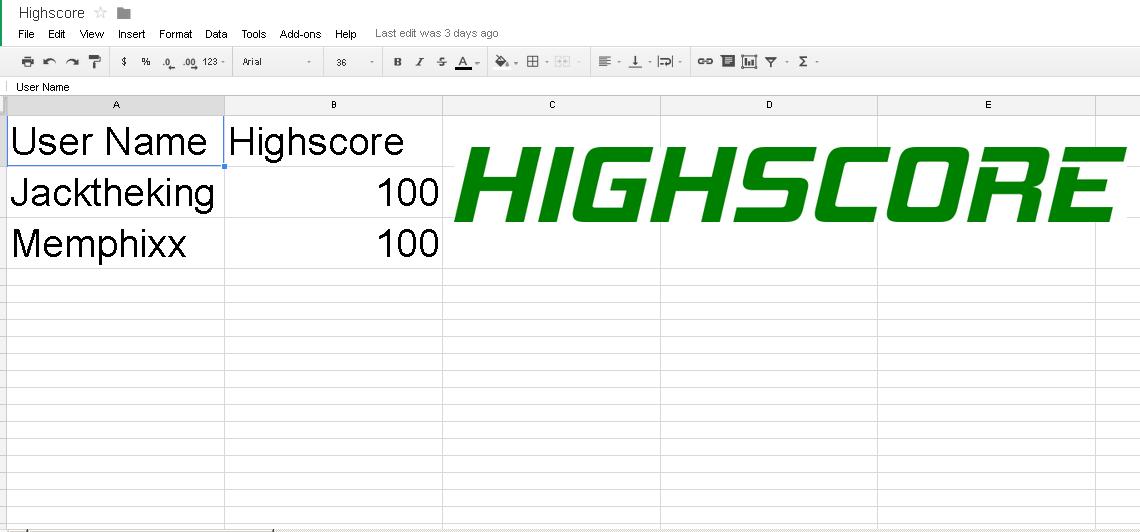 Highscore
File Edit View Insert Format Data Tools Add-ons Help Last edit was 3 days ago
$ % .0 .00 123 Arial 36 B I S A Σ
User Name
A B C D E
User Name Highscore
HIGHSCORE
Jacktheking 100
Memphixx 100